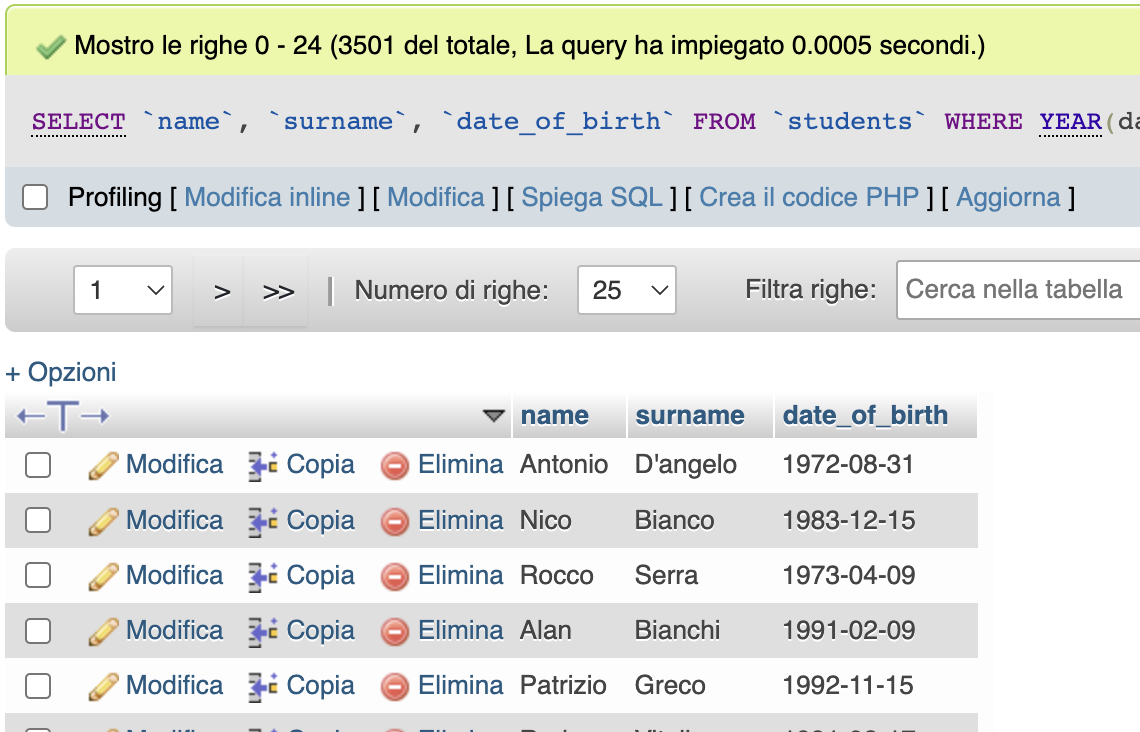 Mostro le righe 0 - 24 (3501 del totale, La query ha impiegato 0.0005 secondi.)
SELECT `name`, `surname`, `date_of_birth` FROM `students` WHERE YEAR(da
Profiling [ Modifica inline ] [ Modifica ] [ Spiega SQL ] [ Crea il codice PHP ] [ Aggiorna ]
1 > >> | Numero di righe: 25 Filtra righe: Cerca nella tabella
+ Opzioni
←T→ name surname date_of_birth
Modifica Copia Elimina Antonio D'angelo 1972-08-31
Modifica Copia Elimina Nico Bianco 1983-12-15
Modifica Copia Elimina Rocco Serra 1973-04-09
Modifica Copia Elimina Alan Bianchi 1991-02-09
Modifica Copia Elimina Patrizio Greco 1992-11-15